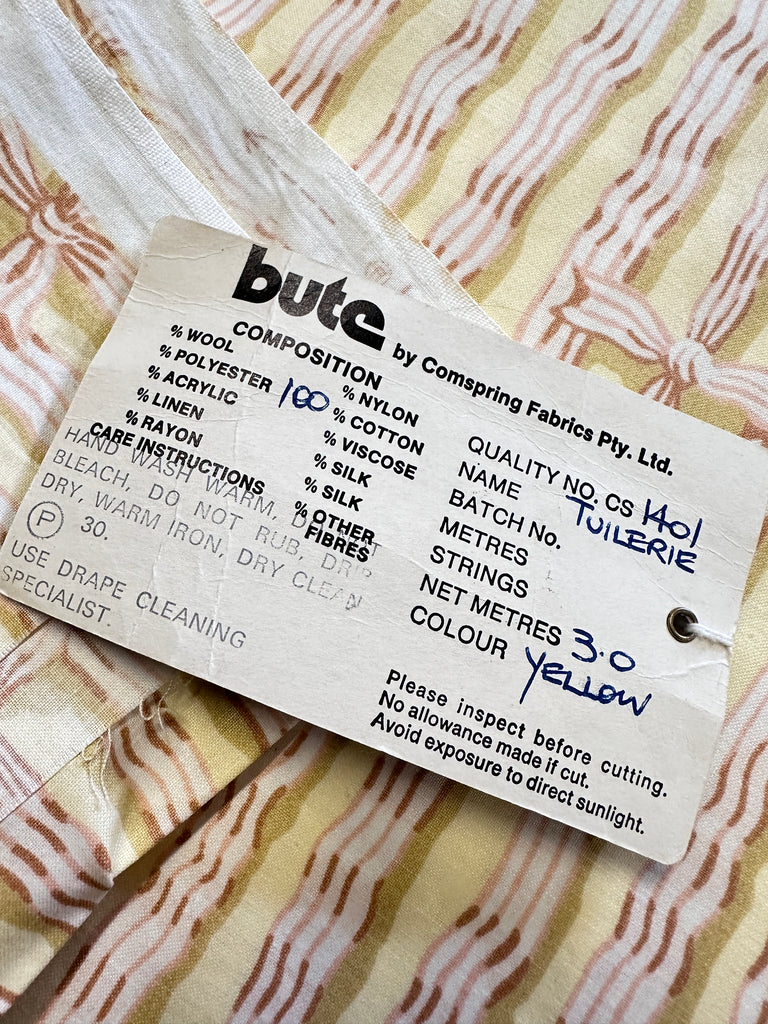 bute by Comspring Fabrics Pty. Ltd.
COMPOSITION
% WOOL
% POLYESTER
% ACRYLIC
% LINEN
% RAYON
% NYLON
100 % COTTON
% VISCOSE
% SILK
% SILK
% OTHER
FIBRES
CARE INSTRUCTIONS
HAND WASH WARM, DO NOT
BLEACH, DO NOT RUB, DRIP
DRY, WARM IRON, DRY CLEAN
P 30.
USE DRAPE CLEANING
SPECIALIST.
QUALITY NO. CS 1401
NAME TUILERIE
BATCH No.
METRES
STRINGS
NET METRES 3.0
COLOUR YELLOW
Please inspect before cutting.
No allowance made if cut.
Avoid exposure to direct sunlight.